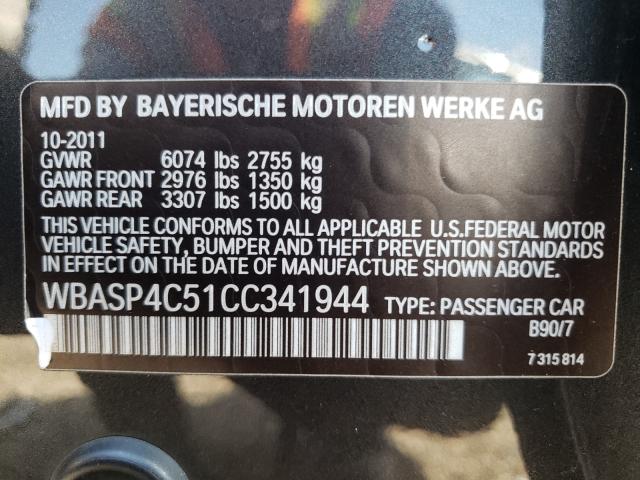 MFD BY BAYERISCHE MOTOREN WERKE AG
10-2011
GVWR 6074 lbs 2755 kg
GAWR FRONT 2976 lbs 1350 kg
GAWR REAR 3307 lbs 1500 kg
THIS VEHICLE CONFORMS TO ALL APPLICABLE U.S.FEDERAL MOTOR
VEHICLE SAFETY, BUMPER AND THEFT PREVENTION STANDARDS
IN EFFECT ON THE DATE OF MANUFACTURE SHOWN ABOVE.
WBASP4C51CC341944 TYPE: PASSENGER CAR
B90/7
7 315 814